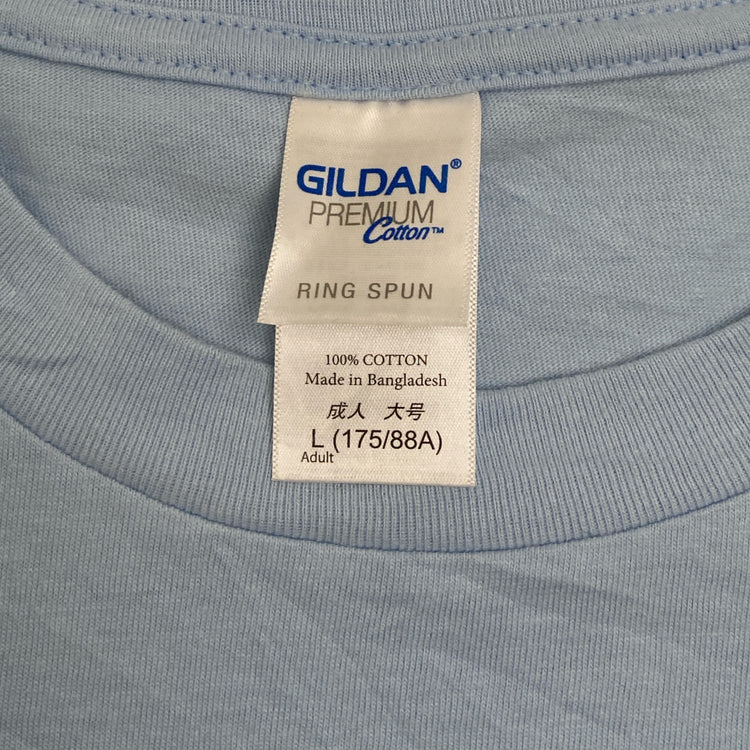 GILDAN®
PREMIUM
Cotton™
RING SPUN
100% COTTON
Made in Bangladesh
成人 大号
L (175/88A)
Adult